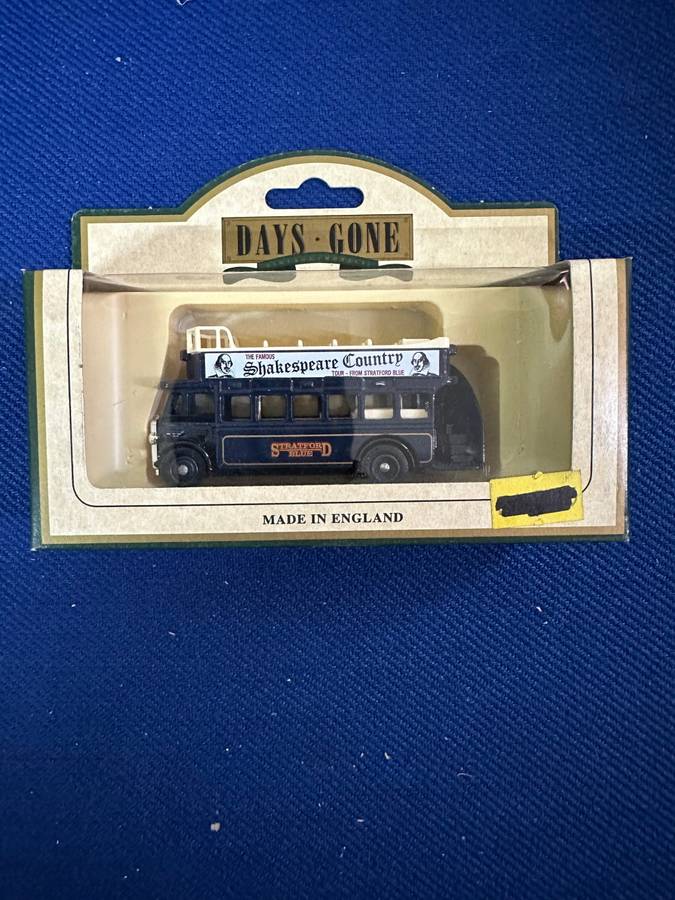 DAYS·GONE
THE FAMOUS
Shakespeare Country
TOUR - FROM STRATFORD BLUE
STRATFORD
BLUE
MADE IN ENGLAND